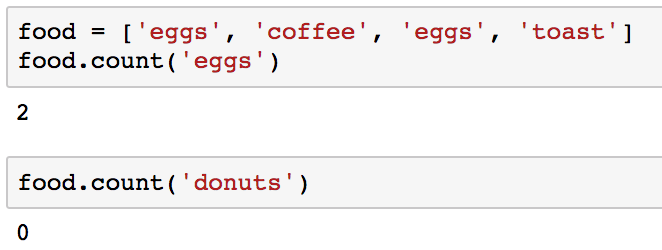 food = ['eggs', 'coffee', 'eggs', 'toast']
food.count('eggs')
2
food.count('donuts')
0